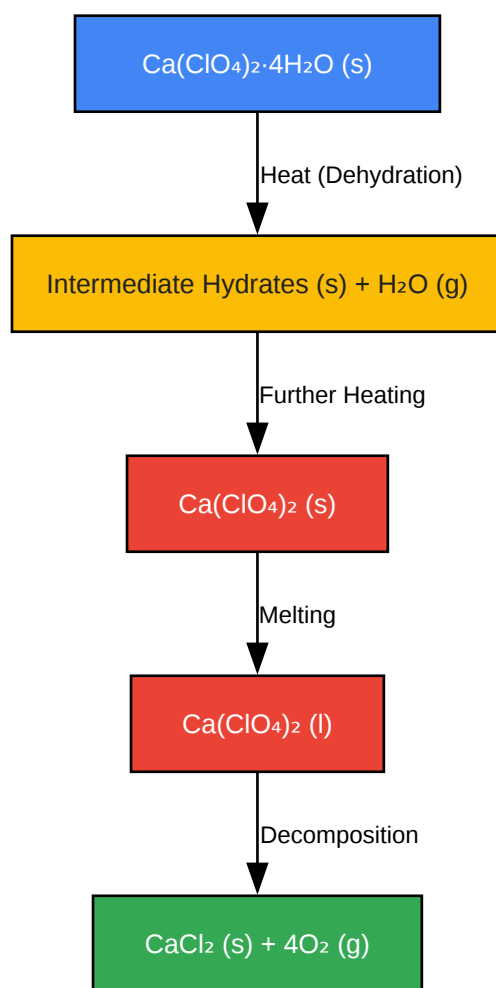 Ca(ClO₄)₂·4H₂O (s)
Heat (Dehydration)
Intermediate Hydrates (s) + H₂O (g)
Further Heating
Ca(ClO₄)₂ (s)
Melting
Ca(ClO₄)₂ (l)
Decomposition
CaCl₂ (s) + 4O₂ (g)